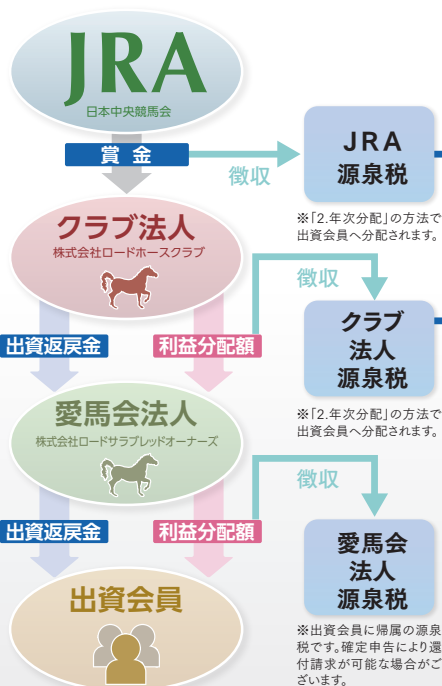 JRA
日本中央競馬会
賞金
徴収
JRA
源泉税
※「2.年次分配」の方法で
出資会員へ分配されます。
クラブ法人
株式会社ロードホースクラブ
徴収
出資返戻金
利益分配額
クラブ
法人
源泉税
※「2.年次分配」の方法で
出資会員へ分配されます。
愛馬会法人
株式会社ロードサラブレッドオーナーズ
徴収
出資返戻金
利益分配額
愛馬会
法人
源泉税
出資会員
※出資会員に帰属の源泉
税です。確定申告により還
付請求が可能な場合がご
ざいます。